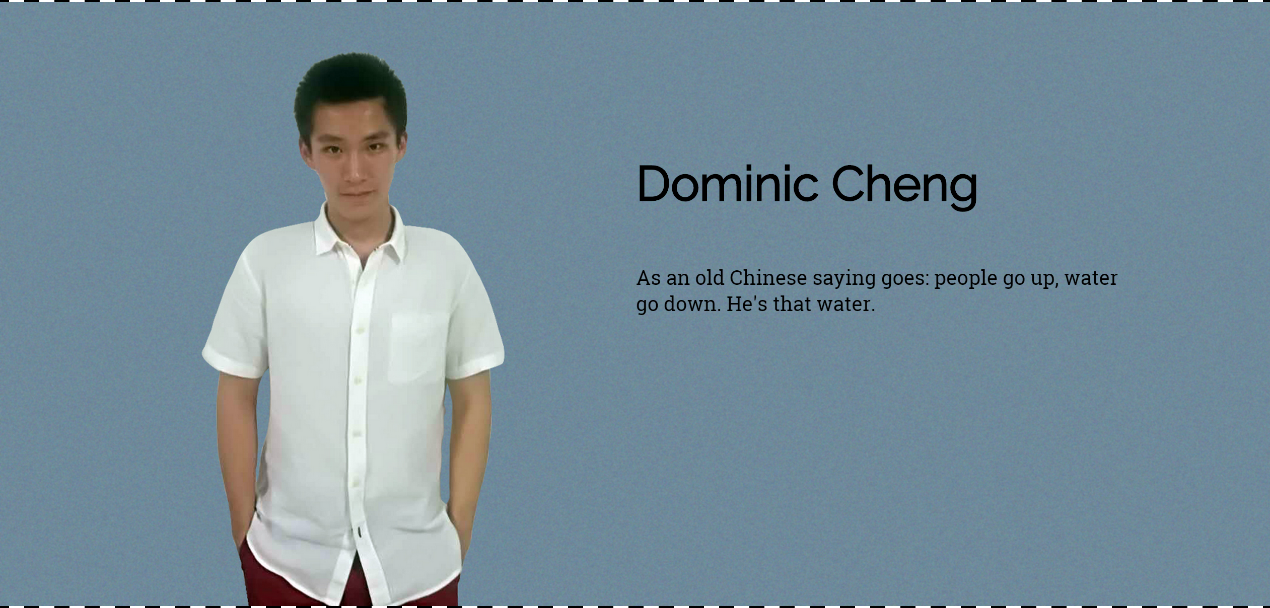 Dominic Cheng
As an old Chinese saying goes: people go up, water
go down. He's that water.